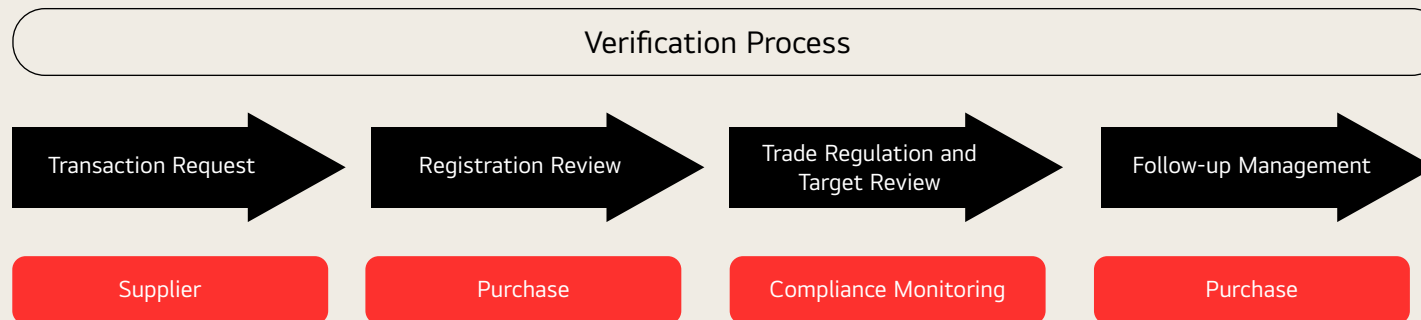 Verification Process
Transaction Request
Registration Review
Trade Regulation and
Target Review
Follow-up Management
Supplier
Purchase
Compliance Monitoring
Purchase